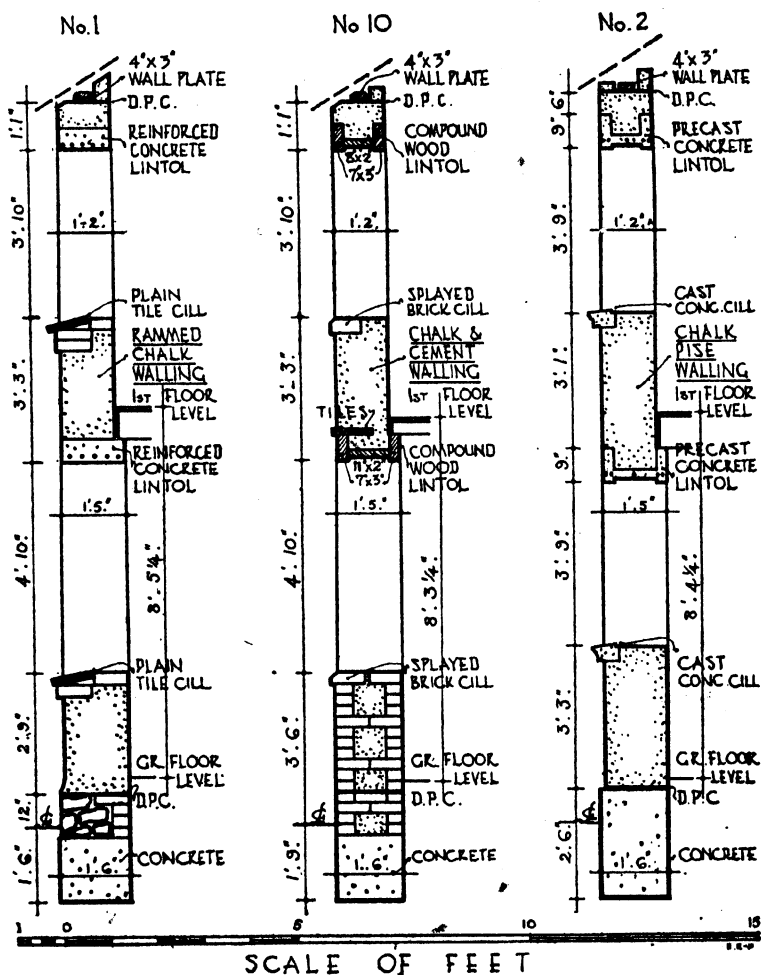 No.1
4"x3"
WALL PLATE
D.P.C.
REINFORCED
CONCRETE
LINTOL
1'.1"
3'.10"
1'.2"
PLAIN
TILE CILL
RAMMED
CHALK
WALLING
1ST FLOOR
LEVEL
3'.3"
REINFORCED
CONCRETE
LINTOL
1'.5"
4'.10"
8'.5¼"
PLAIN
TILE CILL
2'.9"
GR. FLOOR
LEVEL
D.P.C.
12"
1'.6"
1'.6"
CONCRETE
No 10
4"x3"
WALL PLATE
D.P.C.
COMPOUND
WOOD
LINTOL
8"x2"
7"x3"
1'.1"
3'.10"
1'.2"
SPLAYED
BRICK CILL
CHALK &
CEMENT
WALLING
1ST FLOOR
LEVEL
TILES
3'.3"
COMPOUND
WOOD
LINTOL
11"x2"
7"x3"
1'.5"
4'.10"
8'.3¼"
SPLAYED
BRICK CILL
3'.6"
GR. FLOOR
LEVEL
D.P.C.
1'.9"
1'.6"
CONCRETE
No.2
4"x3"
WALL PLATE
D.P.C.
6"
9"
PRECAST
CONCRETE
LINTOL
3'.9"
1'.2"
CAST
CONC. CILL
CHALK
PISE
WALLING
1ST FLOOR
LEVEL
3'.1"
9"
PRECAST
CONCRETE
LINTOL
1'.5"
3'.9"
8'.4¼"
CAST
CONC CILL
3'.3"
GR. FLOOR
LEVEL
D.P.C
2'.6"
1'.6"
CONCRETE
1 0 5 10 15
SCALE OF FEET